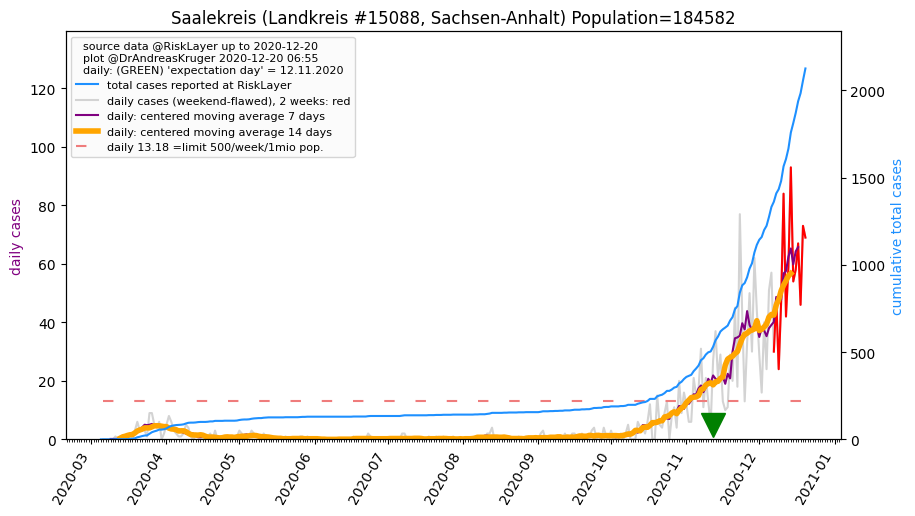 Saalekreis (Landkreis #15088, Sachsen-Anhalt) Population=184582
source data @RiskLayer up to 2020-12-20
plot @DrAndreasKruger 2020-12-20 06:55
daily: (GREEN) 'expectation day' = 12.11.2020
total cases reported at RiskLayer
daily cases (weekend-flawed), 2 weeks: red
daily: centered moving average 7 days
daily: centered moving average 14 days
daily 13.18 =limit 500/week/1mio pop.
daily cases
120
100
80
60
40
20
0
cumulative total cases
2000
1500
1000
500
0
2020-03
2020-04
2020-05
2020-06
2020-07
2020-08
2020-09
2020-10
2020-11
2020-12
2021-01